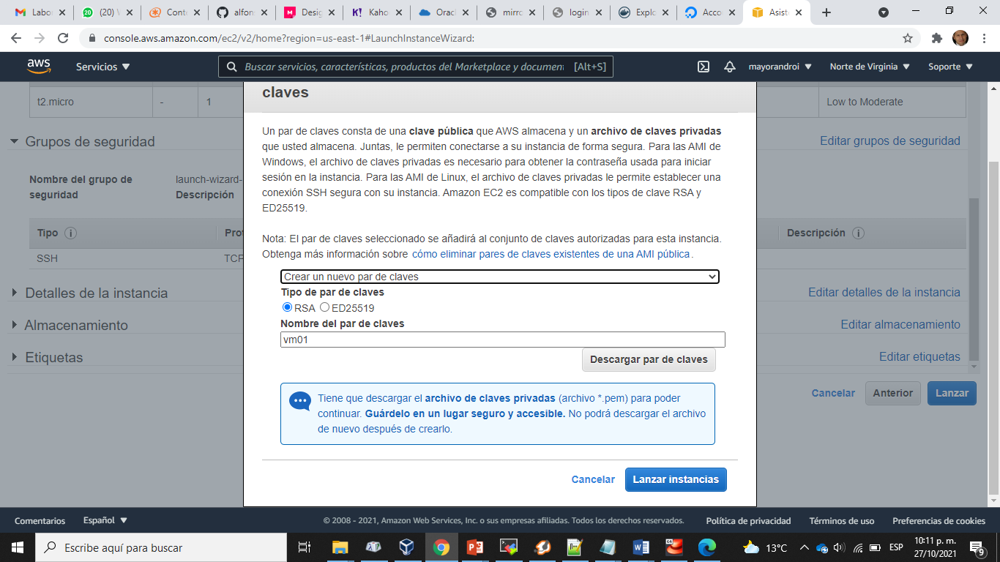 Labor
(20) V
Conte
alfon
Desig
Kaho
Oracl
mirro
login
Explo
Acco
Asist
console.aws.amazon.com/ec2/v2/home?region=us-east-1#LaunchInstanceWizard:
aws
Servicios
Buscar servicios, características, productos del Marketplace y documen
[Alt+S]
mayorandroi
Norte de Virginia
Soporte
claves
t2.micro
-
1
Low to Moderate
Un par de claves consta de una clave pública que AWS almacena y un archivo de claves privadas
que usted almacena. Juntas, le permiten conectarse a su instancia de forma segura. Para las AMI de
Windows, el archivo de claves privadas es necesario para obtener la contraseña usada para iniciar
sesión en la instancia. Para las AMI de Linux, el archivo de claves privadas le permite establecer una
conexión SSH segura con su instancia. Amazon EC2 es compatible con los tipos de clave RSA y
ED25519.
Nota: El par de claves seleccionado se añadirá al conjunto de claves autorizadas para esta instancia.
Obtenga más información sobre cómo eliminar pares de claves existentes de una AMI pública.
Crear un nuevo par de claves
Tipo de par de claves
RSA ED25519
Nombre del par de claves
vm01
Descargar par de claves
Tiene que descargar el archivo de claves privadas (archivo *.pem) para poder
continuar. Guárdelo en un lugar seguro y accesible. No podrá descargar el archivo
de nuevo después de crearlo.
Cancelar
Lanzar instancias
Grupos de seguridad
Editar grupos de seguridad
Nombre del grupo de
seguridad
launch-wizard-
Descripción
Tipo
Prot
Descripción
SSH
TCP
Detalles de la instancia
Editar detalles de la instancia
Almacenamiento
Editar almacenamiento
Etiquetas
Editar etiquetas
Cancelar
Anterior
Lanzar
Comentarios
Español
© 2008 - 2021, Amazon Web Services, Inc. o sus empresas afiliadas. Todos los derechos reservados.
Política de privacidad
Términos de uso
Preferencias de cookies
Escribe aquí para buscar
13°C
ESP
10:11 p. m.
27/10/2021
9